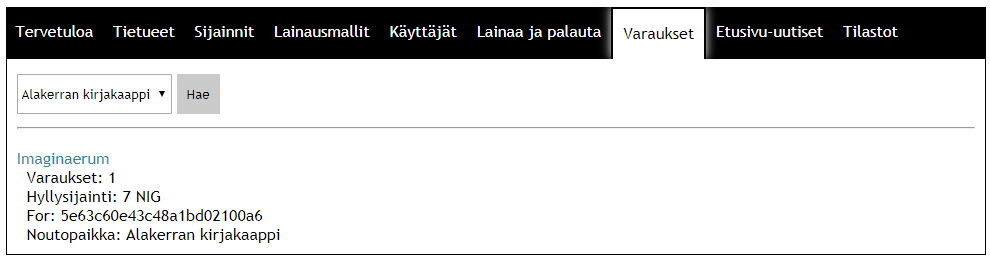 Tervetuloa Tietueet Sijainnit Lainausmallit Käyttäjät Lainaa ja palauta Varaukset Etusivu-uutiset Tilastot
Alakerran kirjakaappi Hae
Imaginaerum
Varaukset: 1
Hyllysijainti: 7 NIG
For: 5e63c60e43c48a1bd02100a6
Noutopaikka: Alakerran kirjakaappi